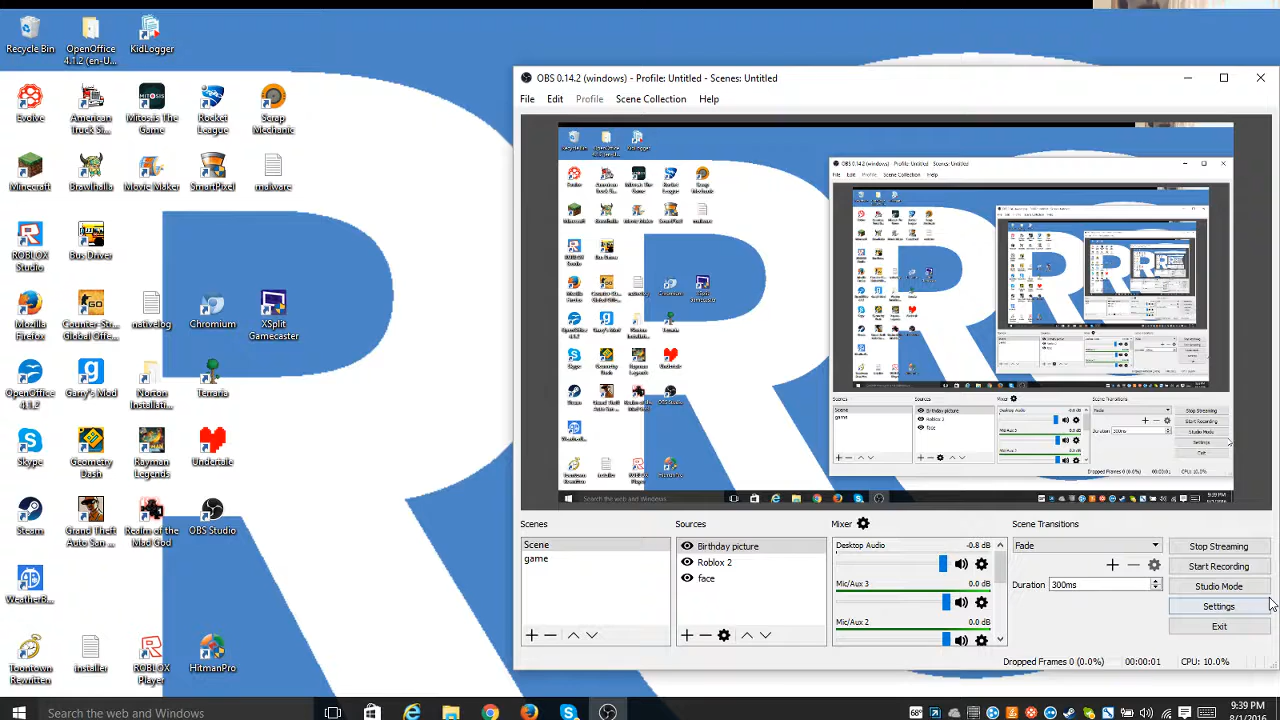 Recycle Bin
OpenOffice 4.1.2 (en-U...
KidLogger
Evolve
American Truck Si...
Mitos.is The Game
Rocket League
Scrap Mechanic
Minecraft
Brawlhalla
Movie Maker
SmartPixel
malware
ROBLOX Studio
Bus Driver
Mozilla Firefox
Counter-Str... Global Offe...
nativelog
Chromium
XSplit Gamecaster
OpenOffice 4.1.2
Garry's Mod
Norton Installati...
Terraria
Skype
Geometry Dash
Rayman Legends
Undertale
Steam
Grand Theft Auto San ...
Realm of the Mad God
OBS Studio
WeatherB...
Toontown Rewritten
installer
ROBLOX Player
HitmanPro
OBS 0.14.2 (windows) - Profile: Untitled - Scenes: Untitled
File Edit Profile Scene Collection Help
Scenes
Scene
game
Sources
Birthday picture
Roblox 2
face
Mixer
Desktop Audio -0.8 dB
Mic/Aux 3 0.0 dB
Mic/Aux 2 0.0 dB
Scene Transitions
Fade
Duration 300ms
Stop Streaming
Start Recording
Studio Mode
Settings
Exit
Dropped Frames 0 (0.0%) 00:00:01 CPU: 10.0%
Search the web and Windows
68°
9:39 PM